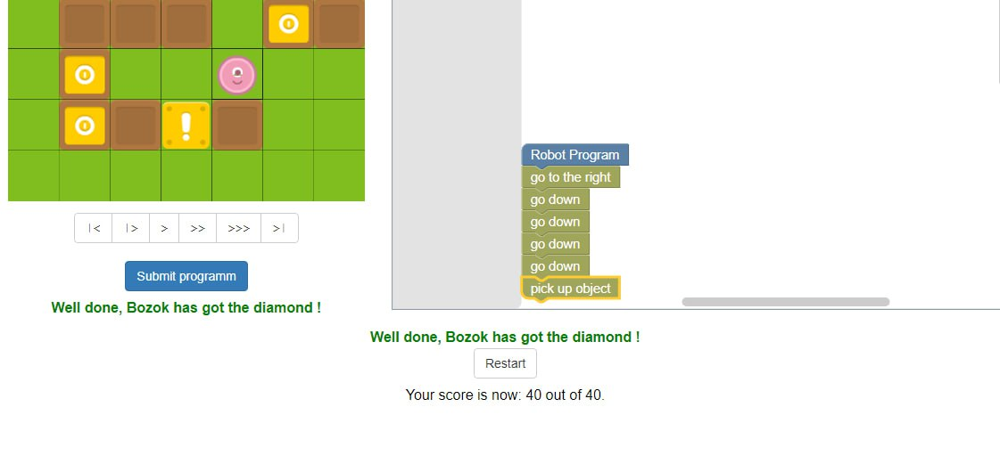 !
|< |> > >> >>> >|
Submit programm
Well done, Bozok has got the diamond !
Robot Program
go to the right
go down
go down
go down
go down
pick up object
Well done, Bozok has got the diamond !
Restart
Your score is now: 40 out of 40.